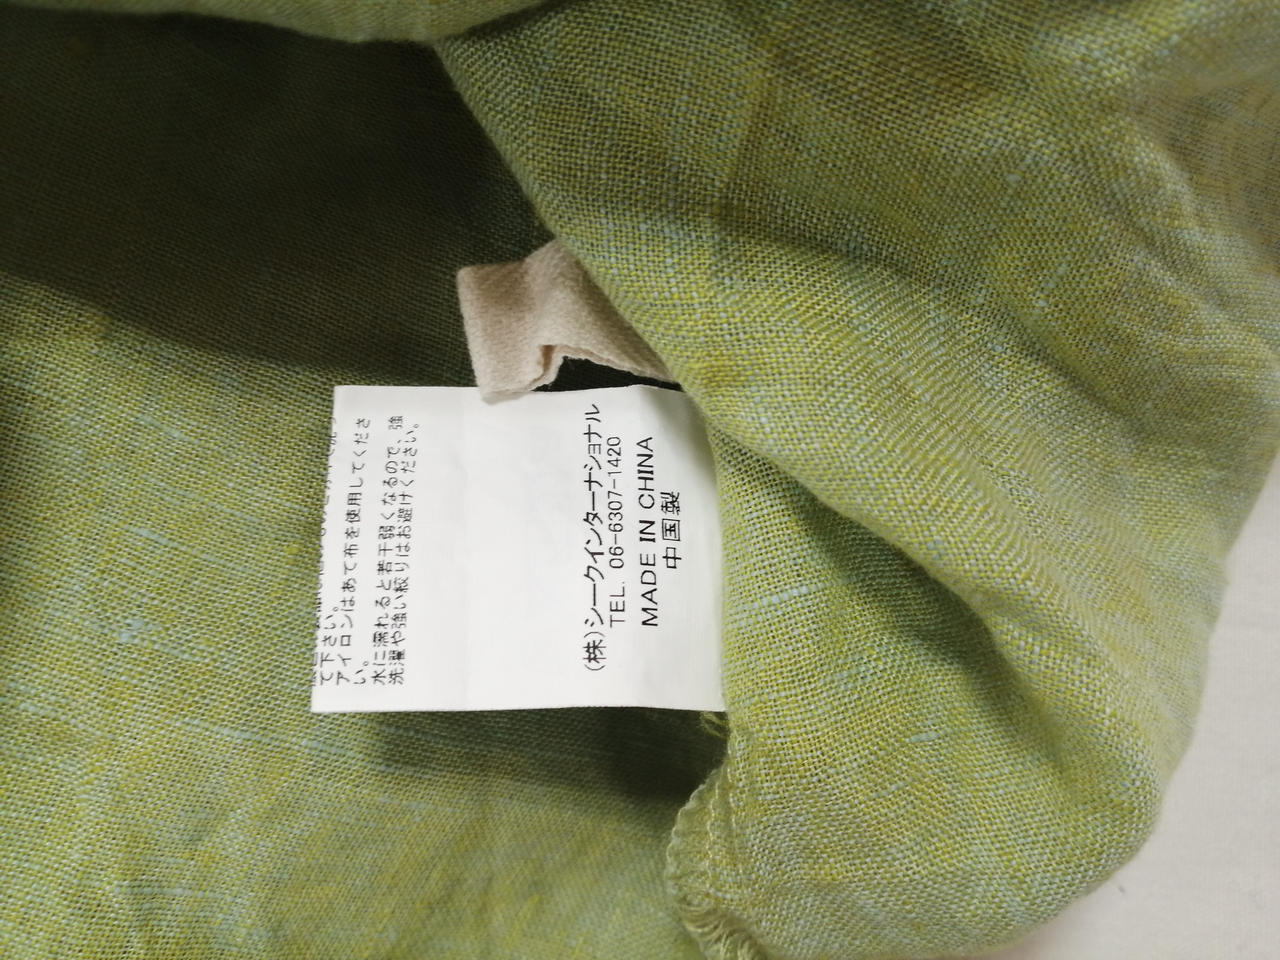 て下さい。
アイロンはあて布を使用してくださ
い。
水に濡れると若干弱くなるので、強
洗濯や強い絞りはお避けください。
(株)シークインターナショナル
TEL. 06-6307-1420
MADE IN CHINA
中国製